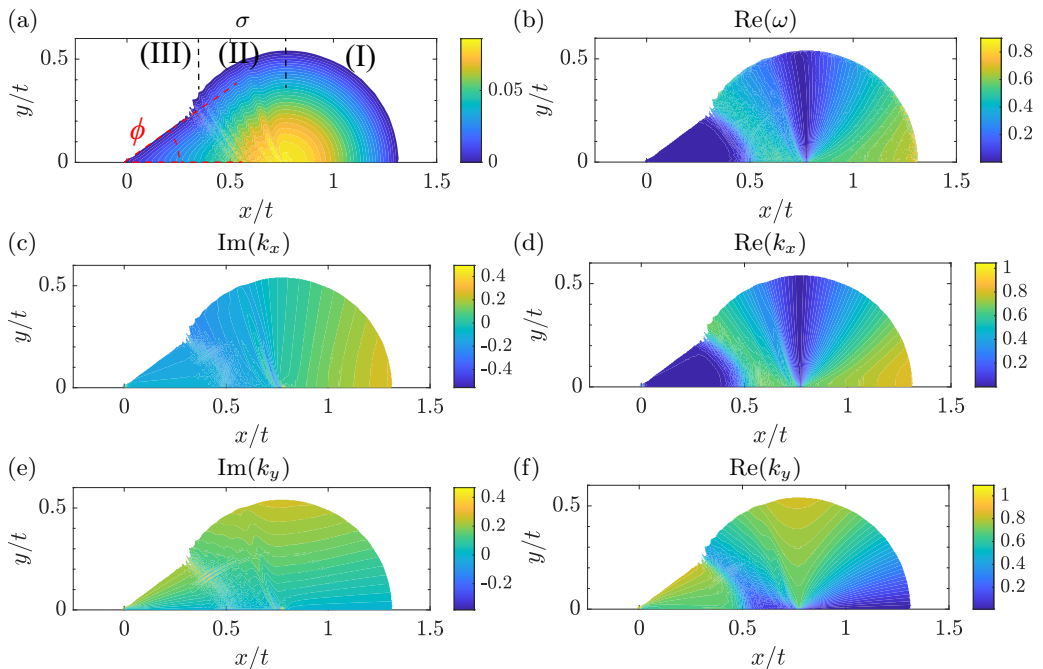 (a) σ
(III) (II) (I)
ϕ
y/t
0.5
0
0 0.5 1 1.5
x/t
0.05
0
(b) Re(ω)
y/t
0.5
0
0 0.5 1 1.5
x/t
0.8
0.6
0.4
0.2
(c) Im(k_x)
y/t
0.5
0
0 0.5 1 1.5
x/t
0.4
0.2
0
-0.2
-0.4
(d) Re(k_x)
y/t
0.5
0
0 0.5 1 1.5
x/t
1
0.8
0.6
0.4
0.2
(e) Im(k_y)
y/t
0.5
0
0 0.5 1 1.5
x/t
0.4
0.2
0
-0.2
(f) Re(k_y)
y/t
0.5
0
0 0.5 1 1.5
x/t
1
0.8
0.6
0.4
0.2